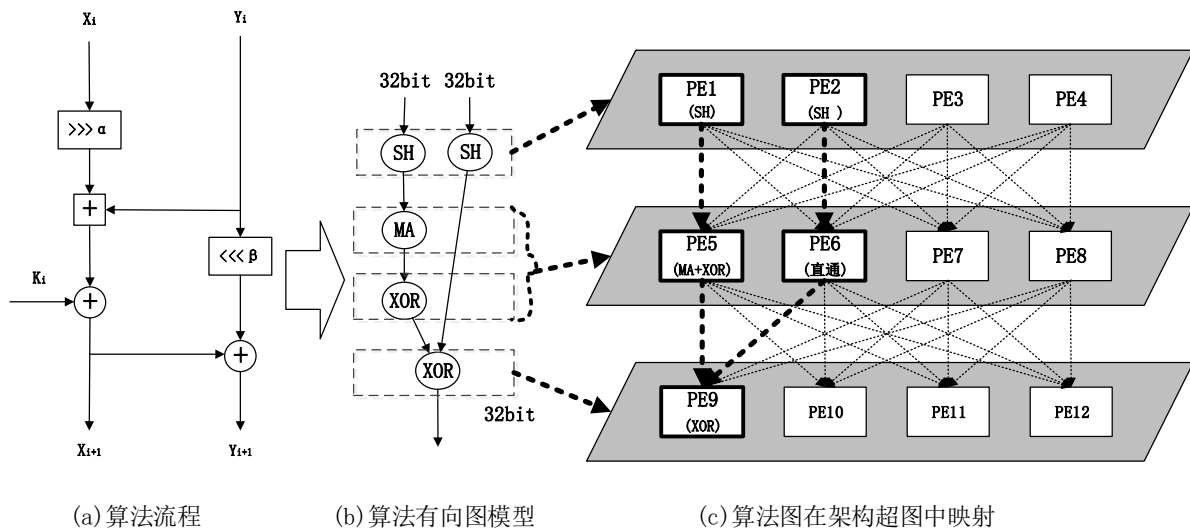 Xi
Yi
>>> α
+
<<< β
Ki
+
+
Xi+1
Yi+1
(a)算法流程
32bit 32bit
SH SH
MA
XOR
XOR
32bit
(b)算法有向图模型
PE1
(SH)
PE2
(SH )
PE3
PE4
PE5
(MA+XOR)
PE6
(直通)
PE7
PE8
PE9
(XOR)
PE10
PE11
PE12
(c)算法图在架构超图中映射